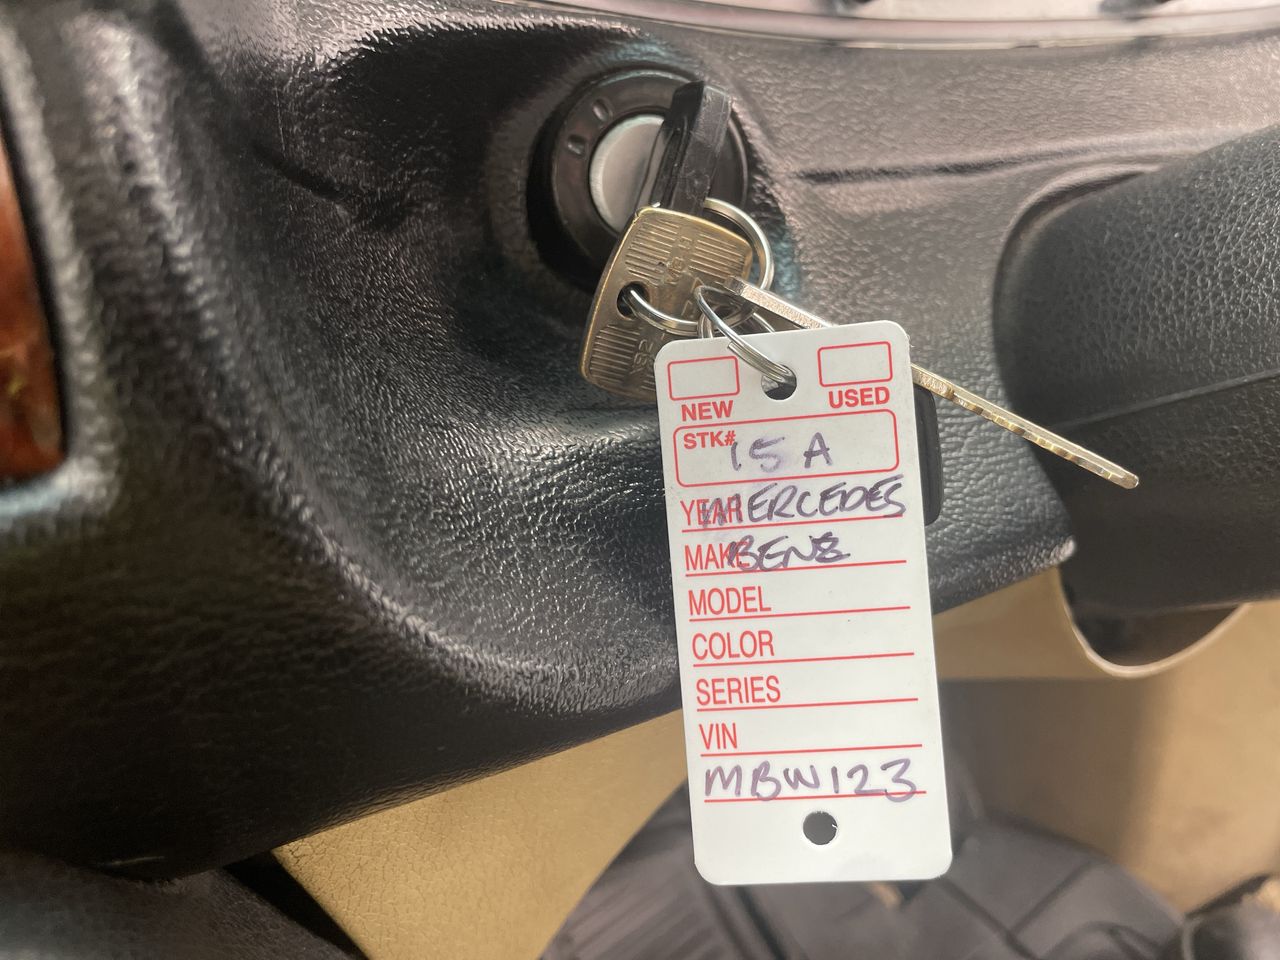 NEW USED
STK# 15 A
YEAR MERCEDES
MAKE BENZ
MODEL
COLOR
SERIES
VIN
MBW123